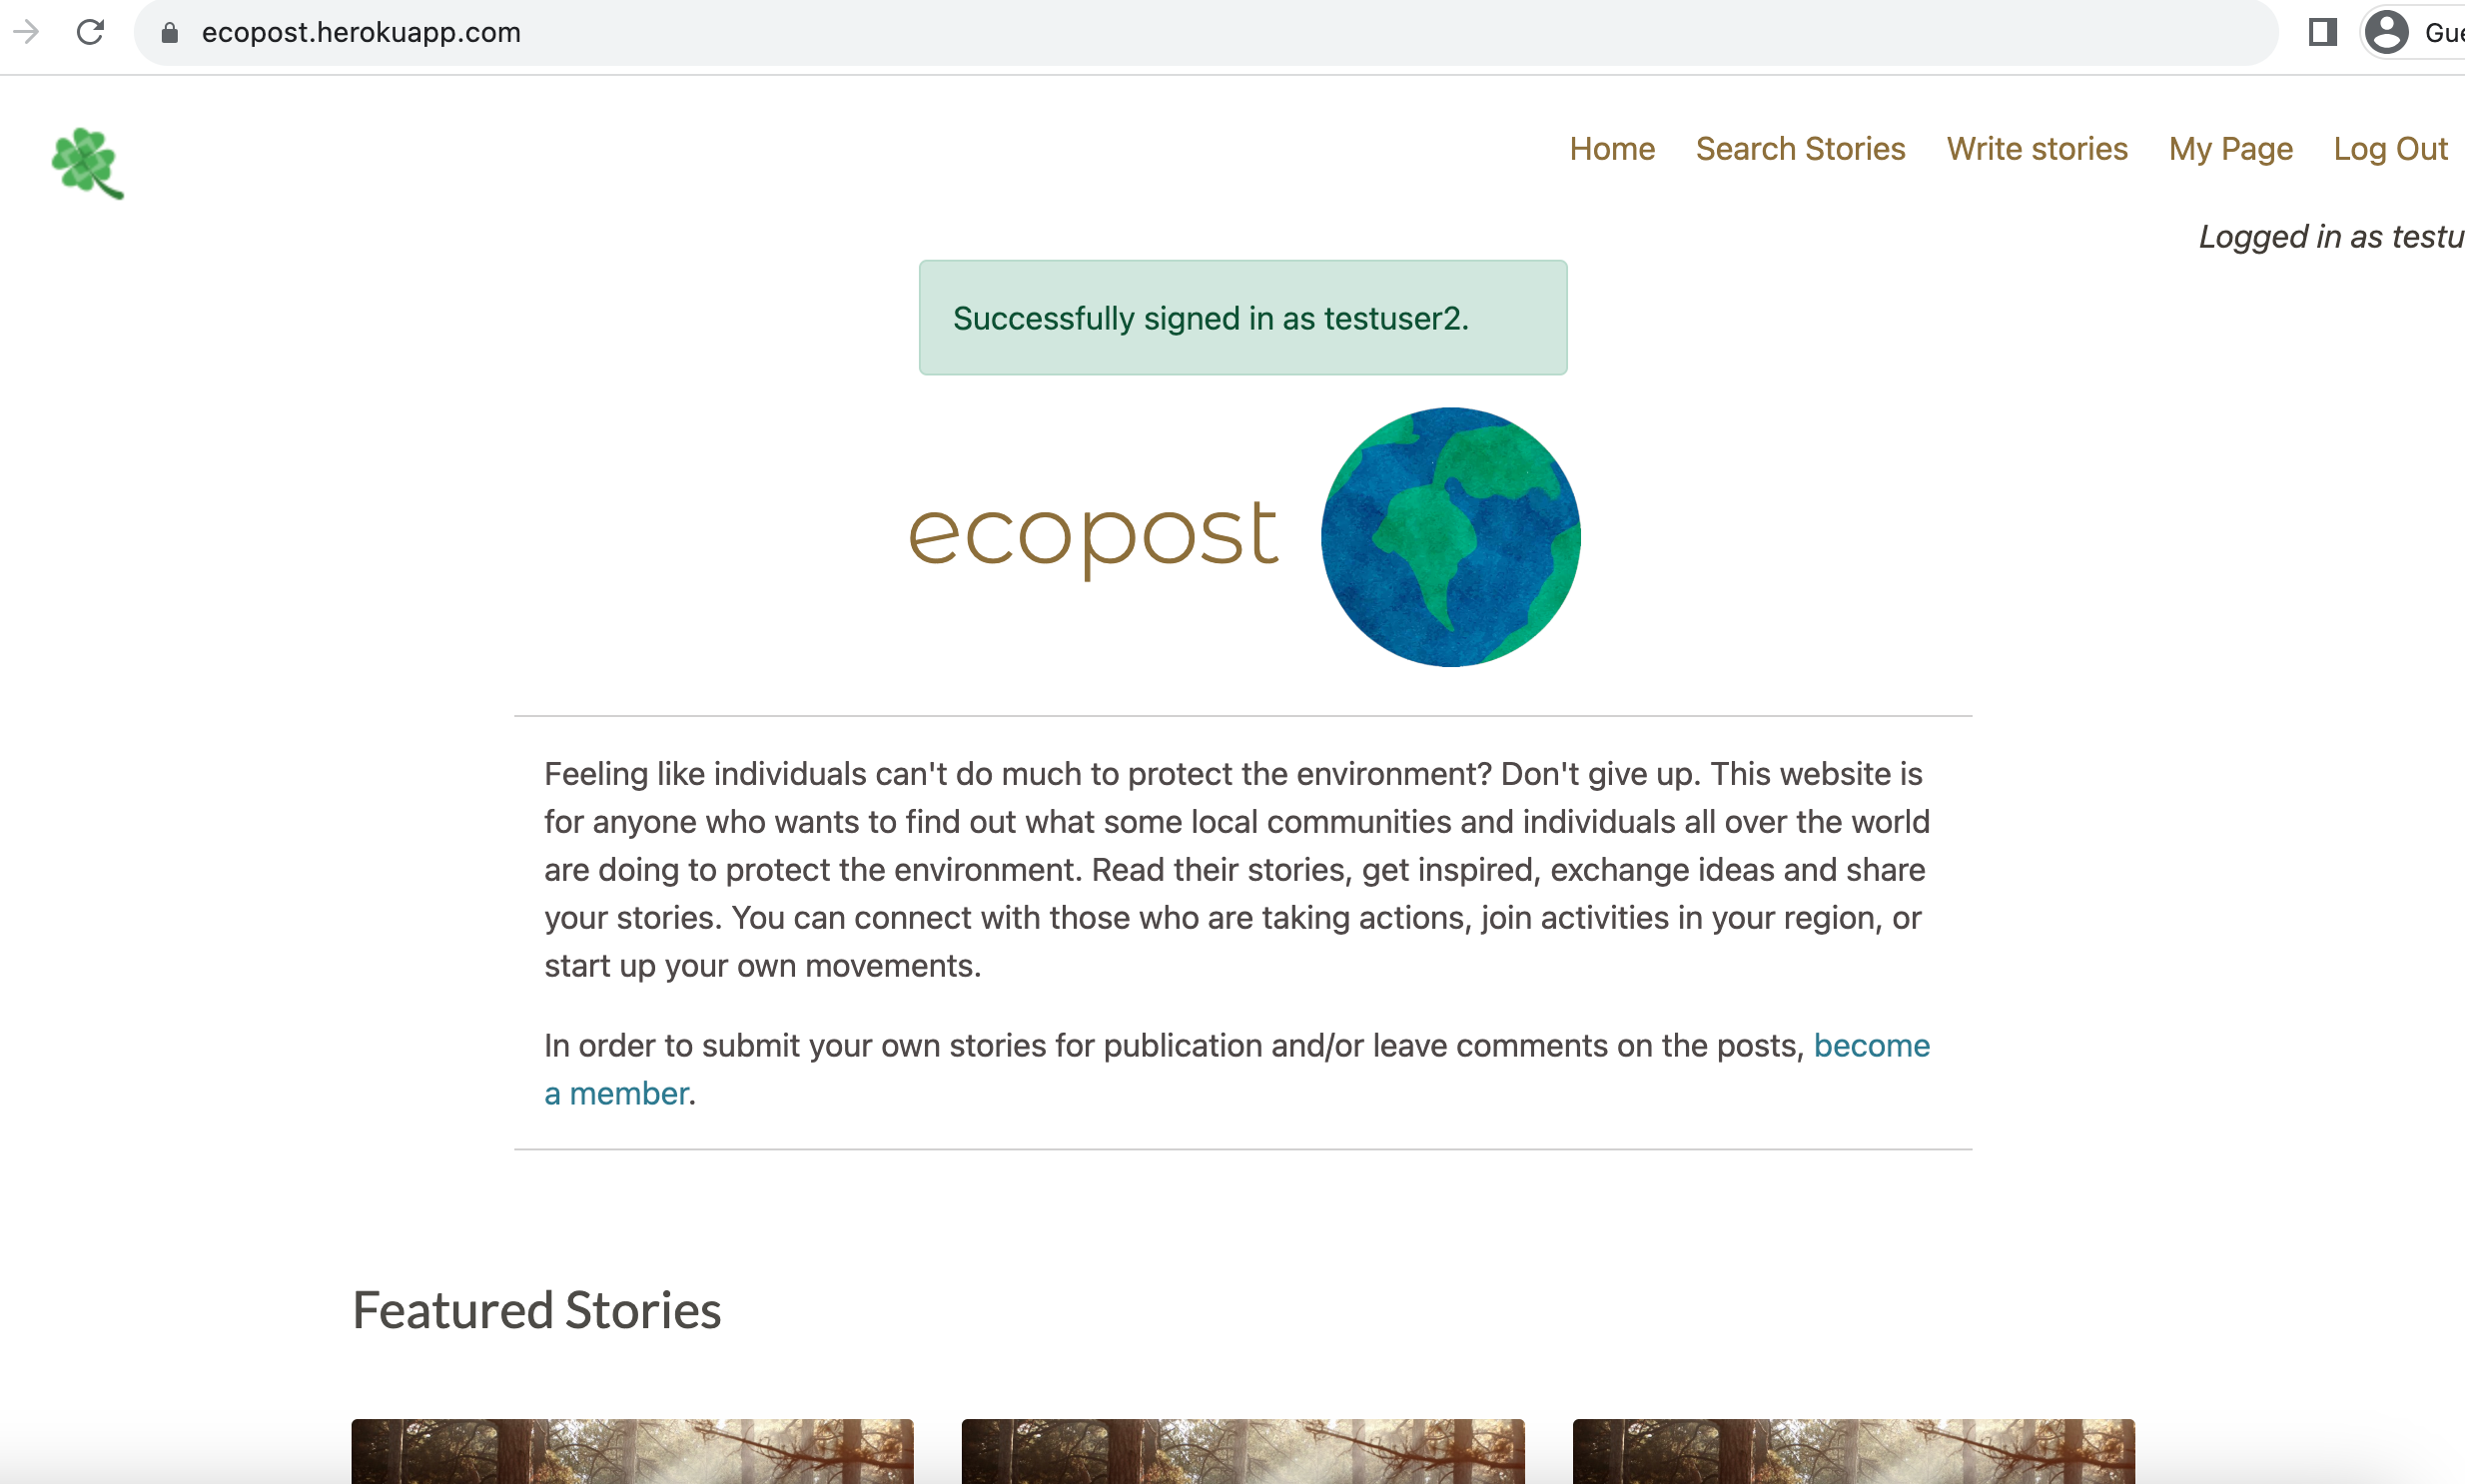 ecopost.herokuapp.com
Home Search Stories Write stories My Page Log Out
Logged in as
Successfully signed in as testuser2.
ecopost
Feeling like individuals can't do much to protect the environment? Don't give up. This website is
for anyone who wants to find out what some local communities and individuals all over the world
are doing to protect the environment. Read their stories, get inspired, exchange ideas and share
your stories. You can connect with those who are taking actions, join activities in your region, or
start up your own movements.
In order to submit your own stories for publication and/or leave comments on the posts, become
a member.
Featured Stories